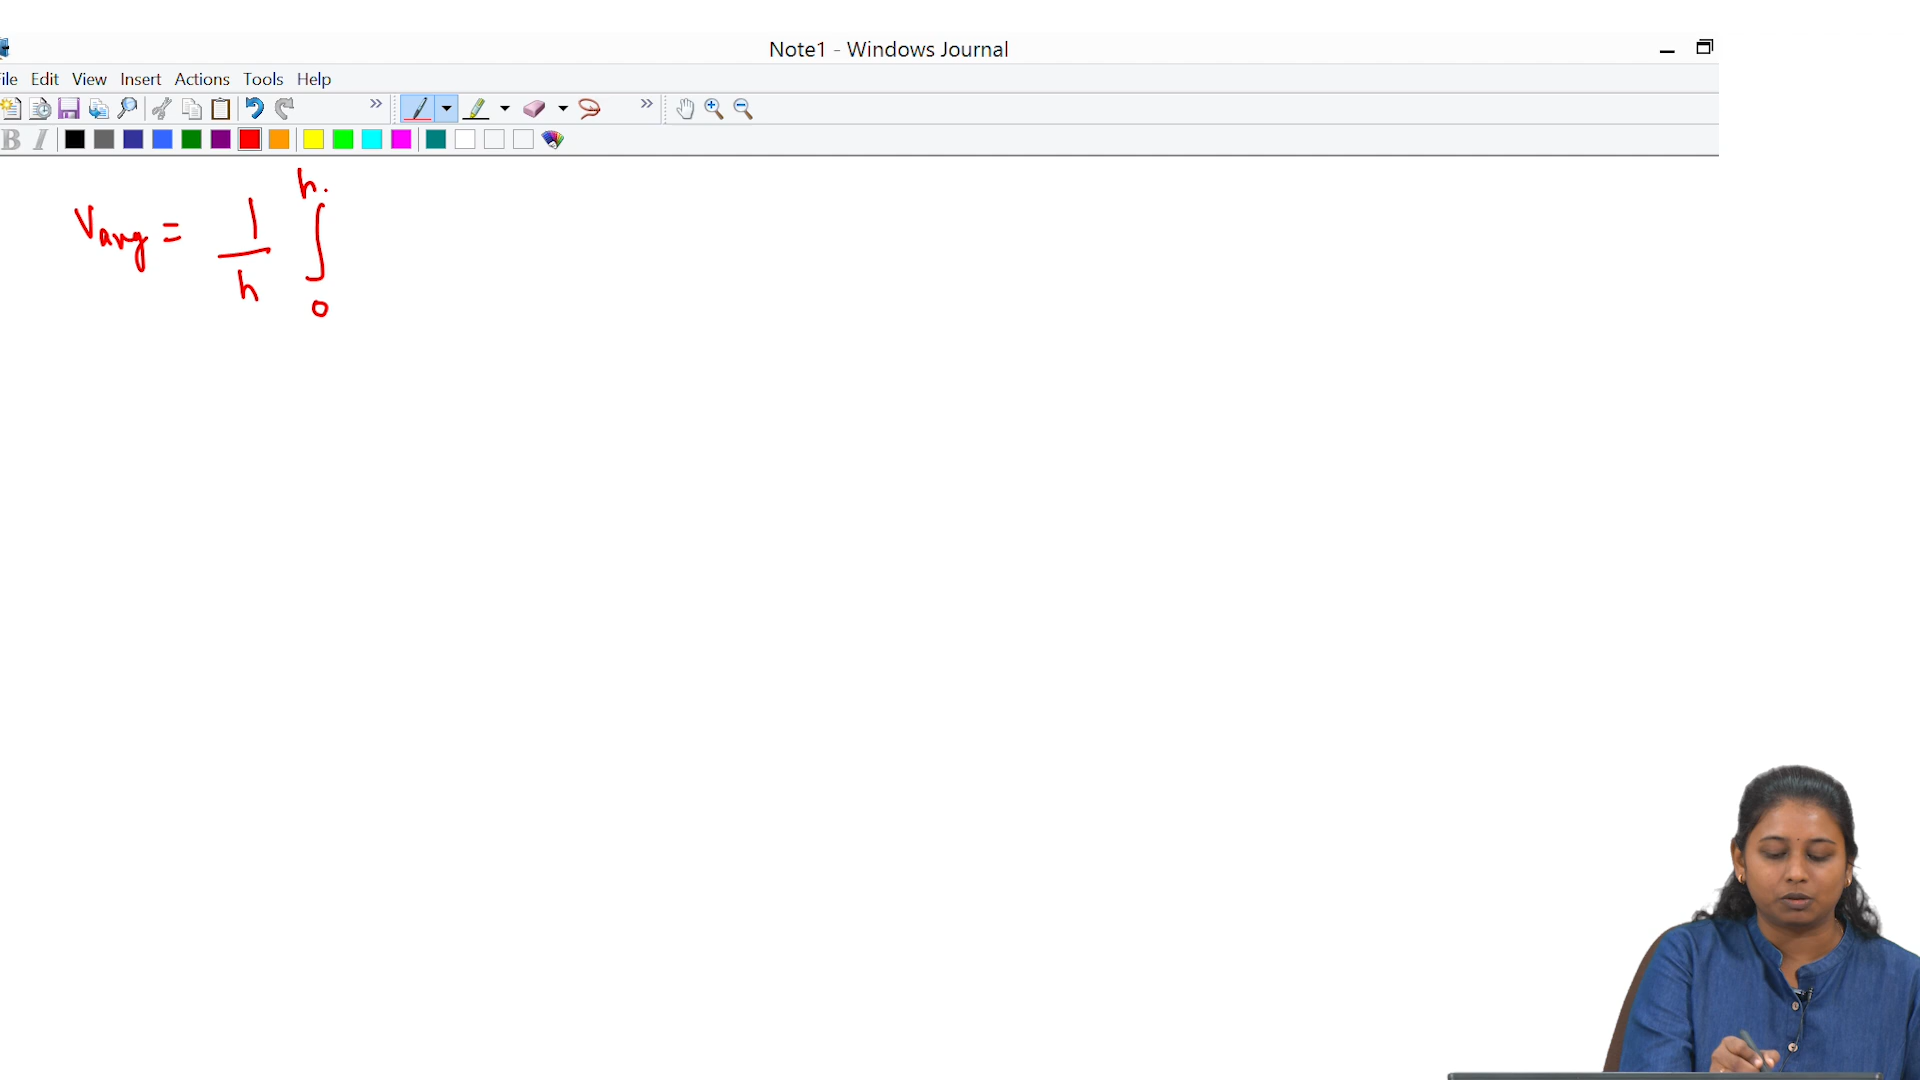 Note1 - Windows Journal
ile Edit View Insert Actions Tools Help
B I
Vavg = 1/h ∫ 0 h.